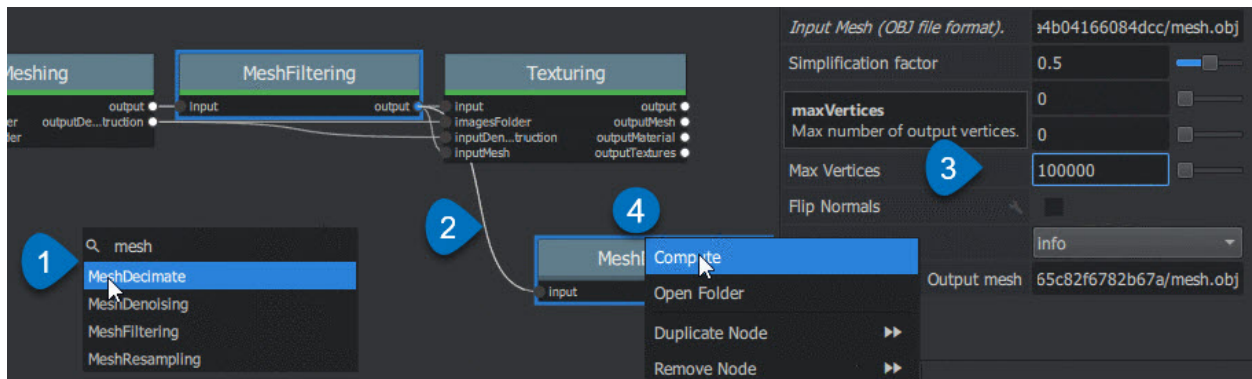 Meshing
output
er outputDe...truction
der
MeshFiltering
input output
Texturing
input output
imagesFolder outputMesh
inputDen...truction outputMaterial
inputMesh outputTextures
1
mesh
MeshDecimate
MeshDenoising
MeshFiltering
MeshResampling
2
4
input
Compute
Open Folder
Duplicate Node
Remove Node
Input Mesh (OBJ file format). e4b04166084dcc/mesh.obj
Simplification factor 0.5
0
maxVertices
Max number of output vertices. 0
Max Vertices 3 100000
Flip Normals
info
Output mesh 65c82f6782b67a/mesh.obj